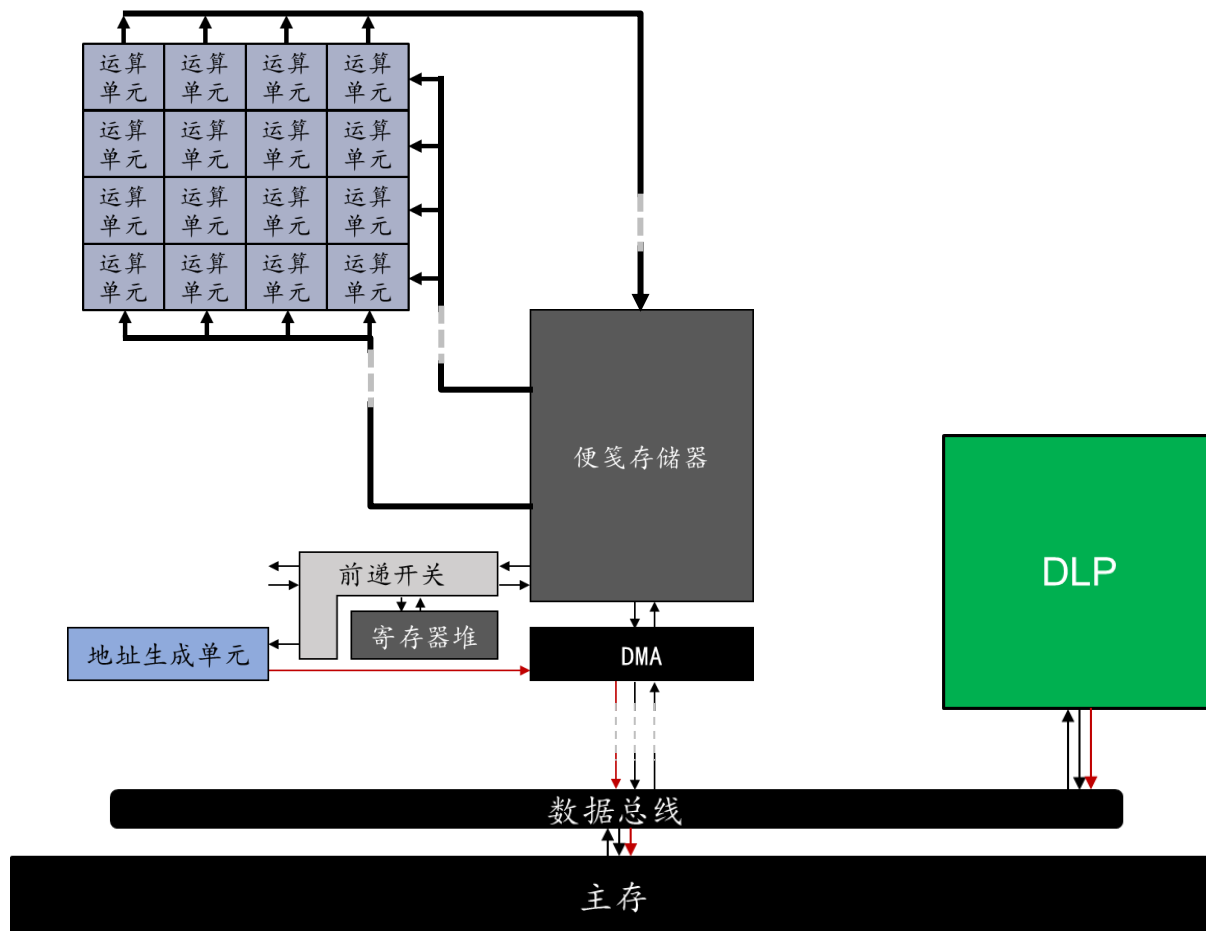 运算 运算 运算 运算
单元 单元 单元 单元
运算 运算 运算 运算
单元 单元 单元 单元
运算 运算 运算 运算
单元 单元 单元 单元
运算 运算 运算 运算
单元 单元 单元 单元
便笺存储器
DLP
前递开关
寄存器堆
地址生成单元
DMA
数据总线
主存